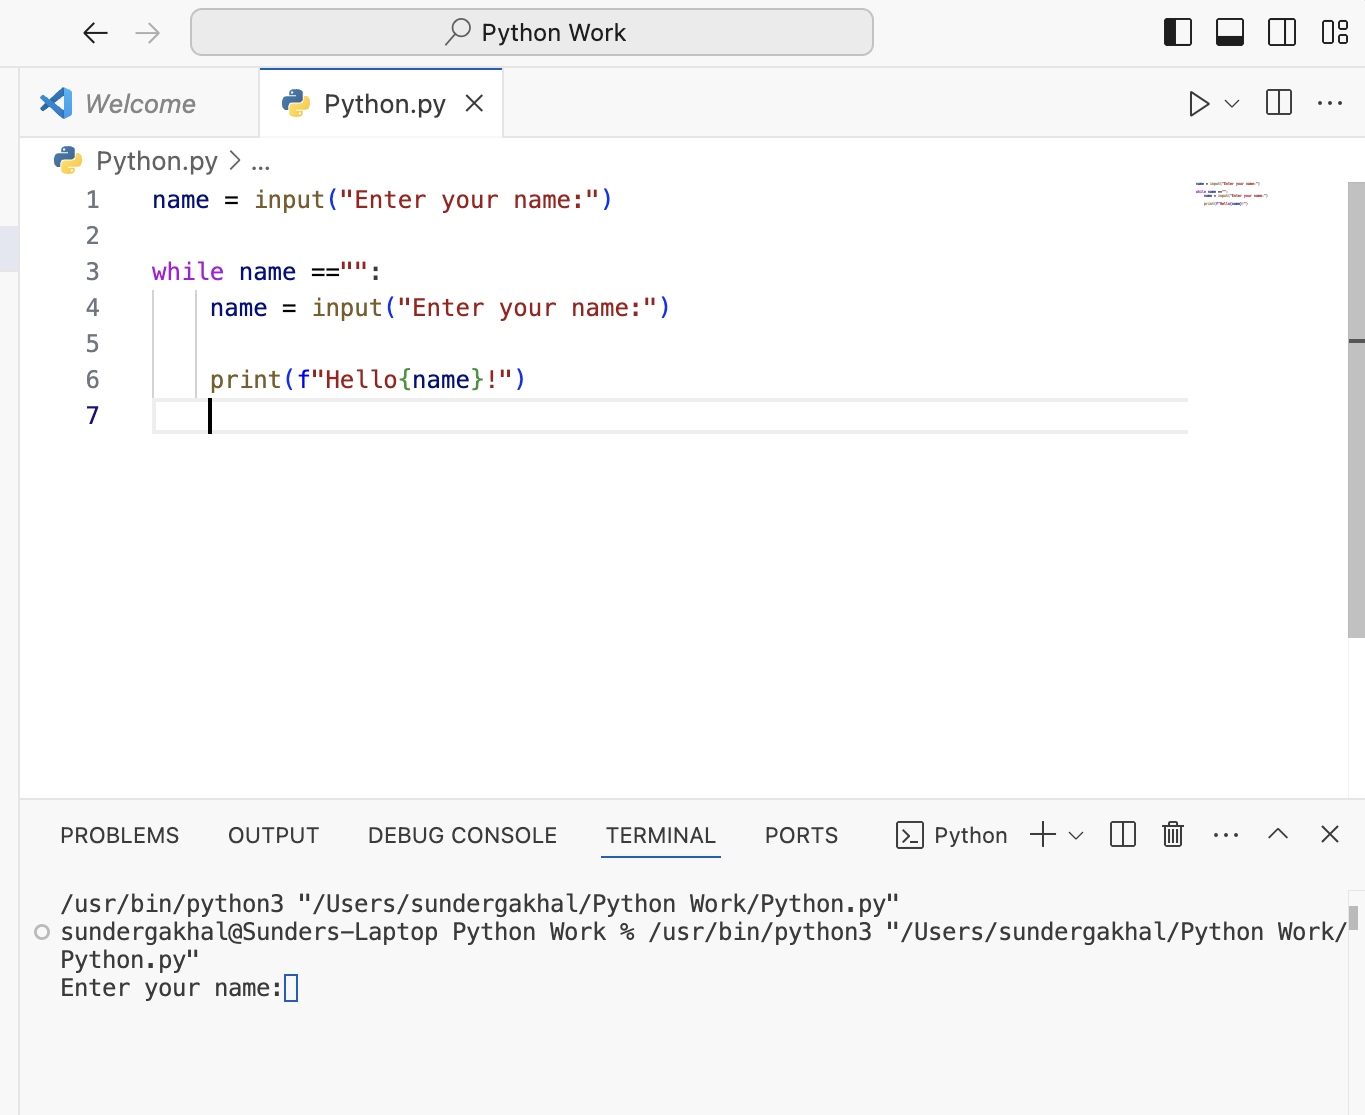 Python Work
Welcome
Python.py
Python.py > ...
1 name = input("Enter your name:")
2
3 while name =="":
4 name = input("Enter your name:")
5
6 print(f"Hello{name}!")
7
PROBLEMS OUTPUT DEBUG CONSOLE TERMINAL PORTS Python
/usr/bin/python3 "/Users/sundergakhal/Python Work/Python.py"
sundergakhal@Sunders-Laptop Python Work % /usr/bin/python3 "/Users/sundergakhal/Python Work/
Python.py"
Enter your name: